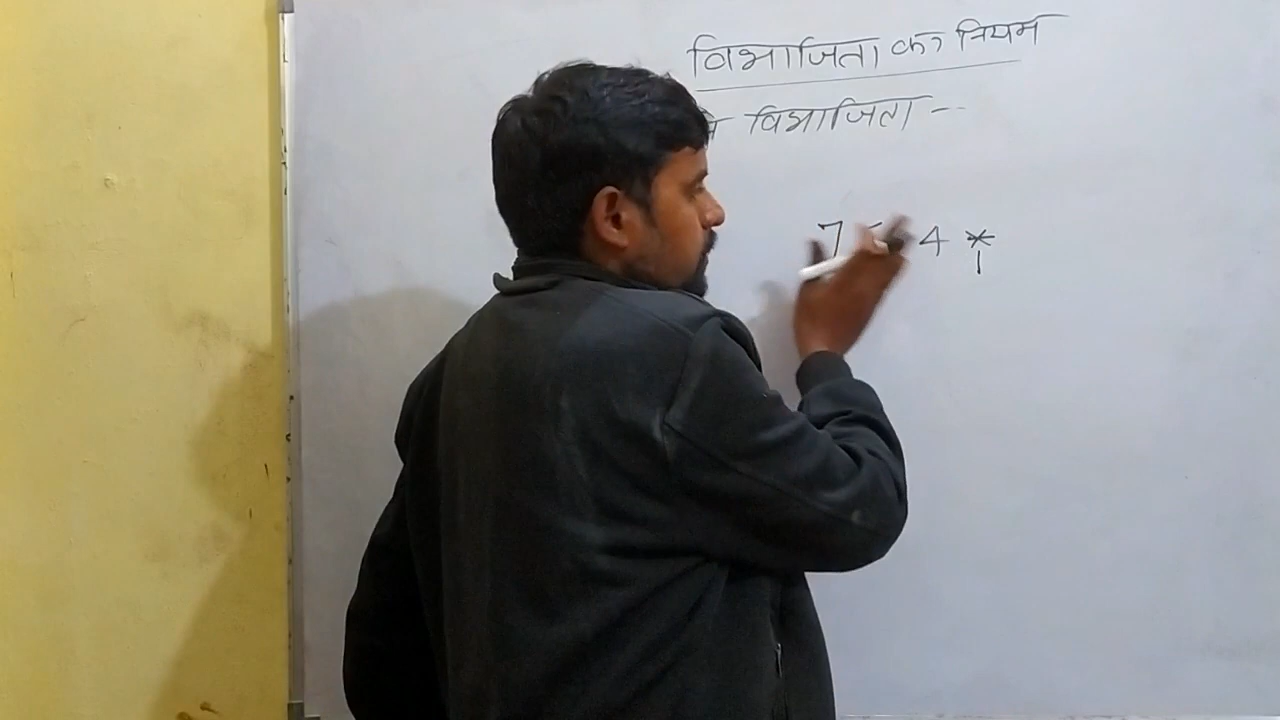 विभाजिता का नियम
विभाजिता --
7 4 *